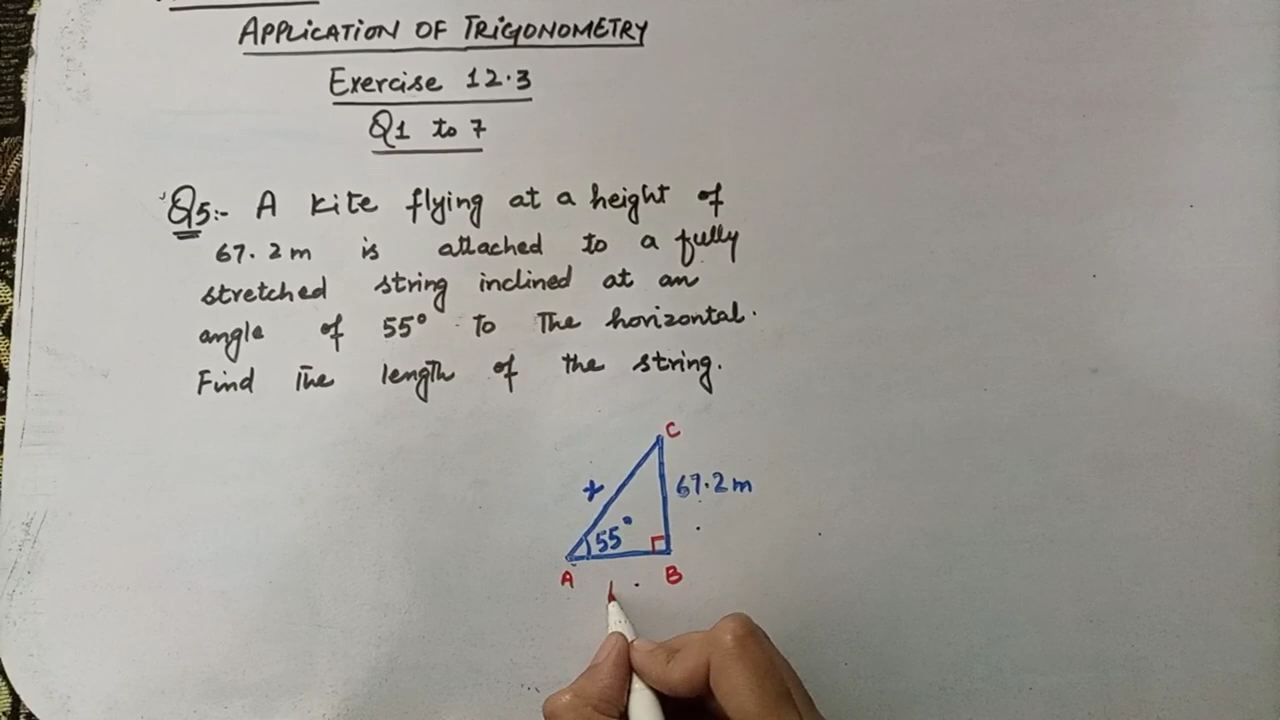 APPLICATION OF TRIGONOMETRY
Exercise 12.3
Q1 to 7
Q5:- A kite flying at a height of
67.2m is attached to a fully
stretched string inclined at an
angle of 55° To The horizontal.
Find The length of the string.
C
x
67.2m
55°
A
B